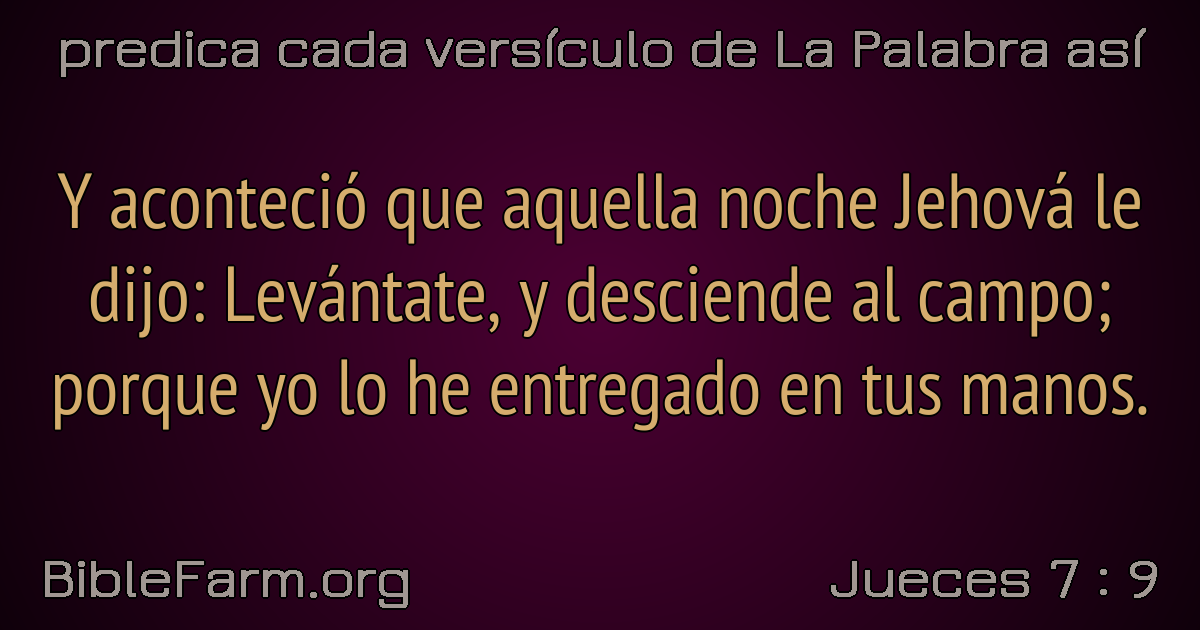 predica cada versículo de La Palabra así
Y aconteció que aquella noche Jehová le
dijo: Levántate, y desciende al campo;
porque yo lo he entregado en tus manos.
BibleFarm.org
Jueces 7 : 9